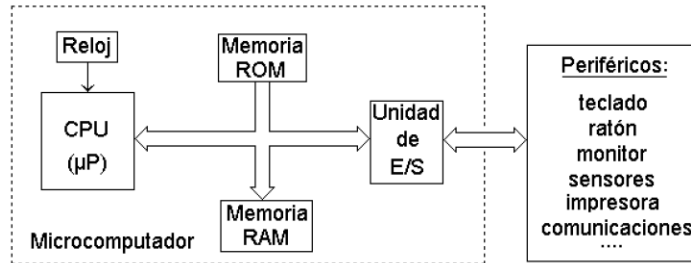 Reloj
Memoria
ROM
CPU
(µP)
Unidad
de
E/S
Memoria
RAM
Microcomputador
Periféricos:
teclado
ratón
monitor
sensores
impresora
comunicaciones
....